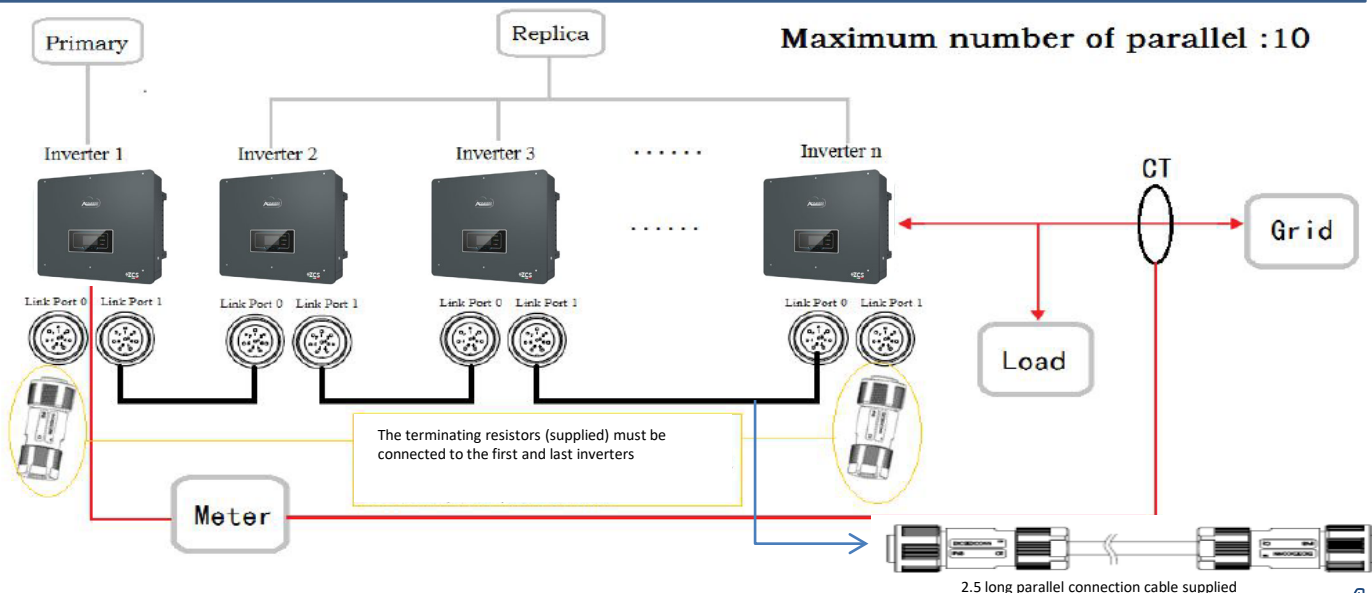 Primary
Replica
Maximum number of parallel :10
Inverter 1
Inverter 2
Inverter 3
......
Inverter n
......
CT
Grid
Link Port 0
Link Port 1
Link Port 0
Link Port 1
Link Port 0
Link Port 1
Link Port 0
Link Port 1
Load
The terminating resistors (supplied) must be
connected to the first and last inverters
Meter
2.5 long parallel connection cable supplied